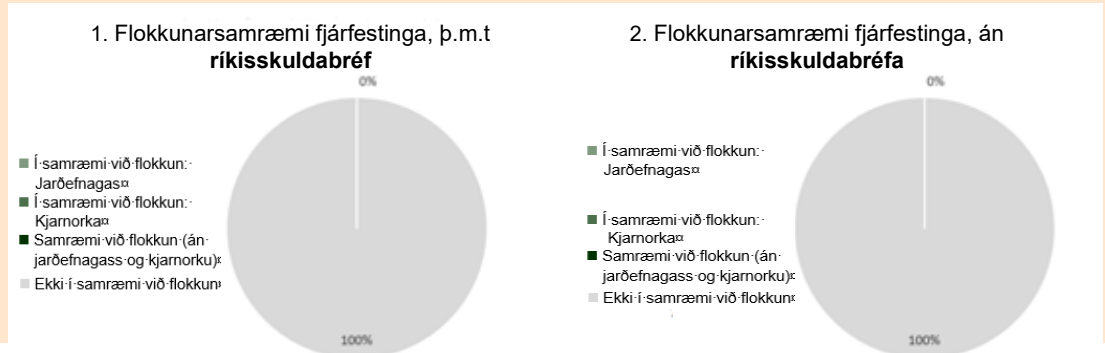 1. Flokkunarsamræmi fjárfestinga, þ.m.t
ríkisskuldabréf
0%
Í·samræmi·við·flokkun:·
Jarðefnagas¤
Í·samræmi·við·flokkun:·
Kjarnorka¤
Samræmi·við·flokkun·(án·
jarðefnagass·og·kjarnorku)¤
Ekki·í·samræmi·við·flokkun¤
100%
2. Flokkunarsamræmi fjárfestinga, án
ríkisskuldabréfa
0%
Í·samræmi·við·flokkun:·
Jarðefnagas¤
Í·samræmi·við·flokkun:·
Kjarnorka¤
Samræmi·við·flokkun·(án·
jarðefnagass·og·kjarnorku)¤
Ekki·í·samræmi·við·flokkun¤
100%